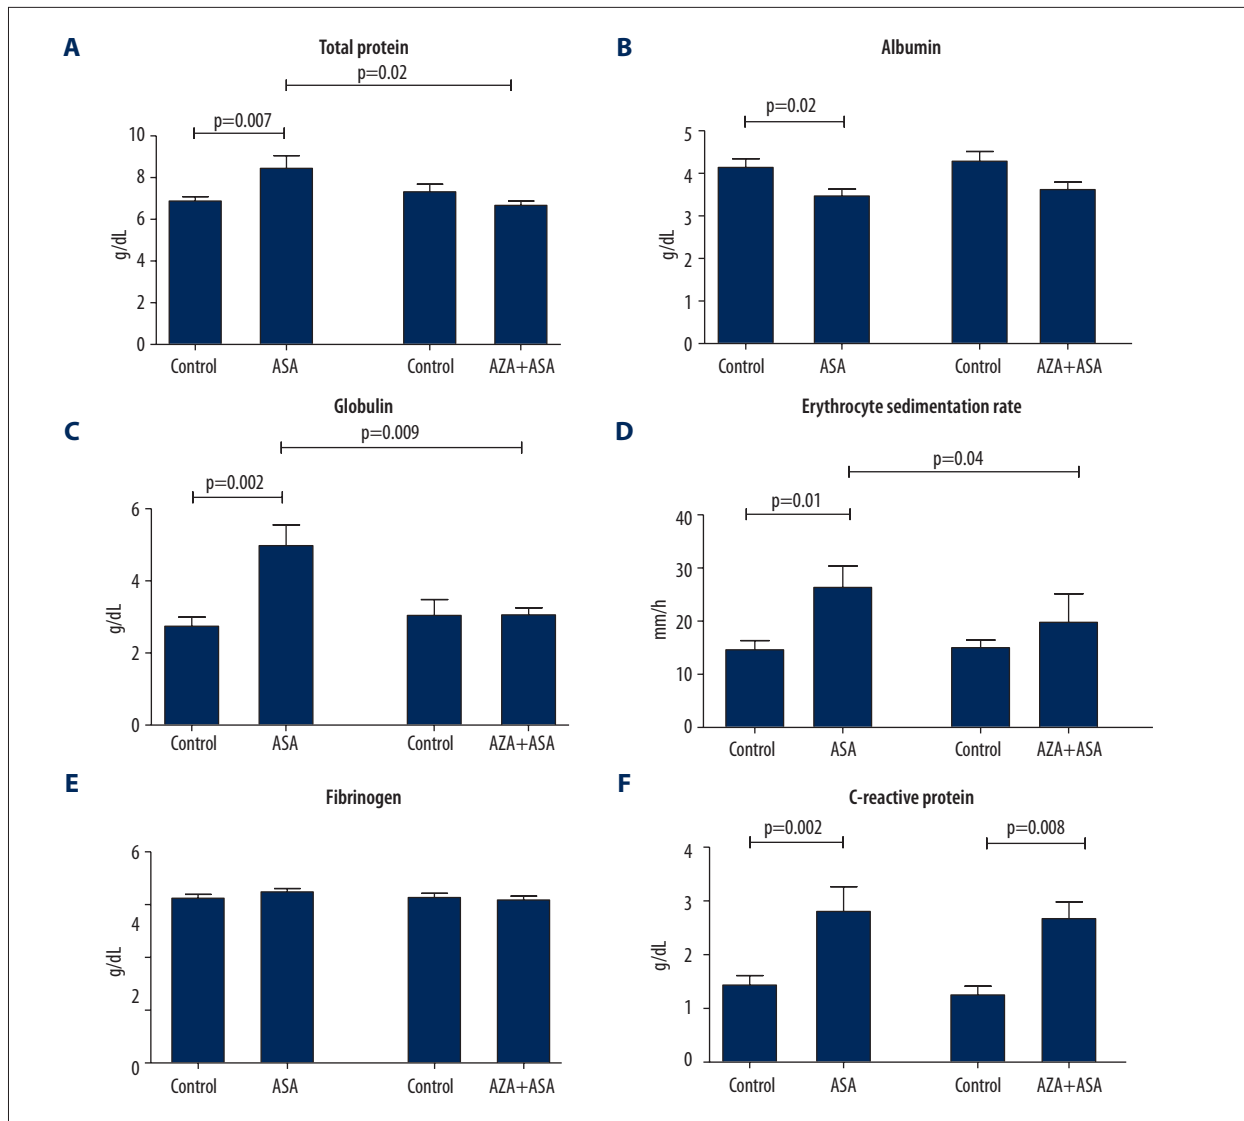 A
Total protein
p=0.02
p=0.007
10
8
6
4
2
0
g/dL
Control
ASA
Control
AZA+ASA
B
Albumin
p=0.02
5
4
3
2
1
0
g/dL
Control
ASA
Control
AZA+ASA
C
Globulin
p=0.009
p=0.002
6
4
2
0
g/dL
Control
ASA
Control
AZA+ASA
D
Erythrocyte sedimentation rate
p=0.04
p=0.01
40
30
20
10
0
mm/h
Control
ASA
Control
AZA+ASA
E
Fibrinogen
6
4
2
0
g/dL
Control
ASA
Control
AZA+ASA
F
C-reactive protein
p=0.002
p=0.008
4
3
2
1
0
g/dL
Control
ASA
Control
AZA+ASA